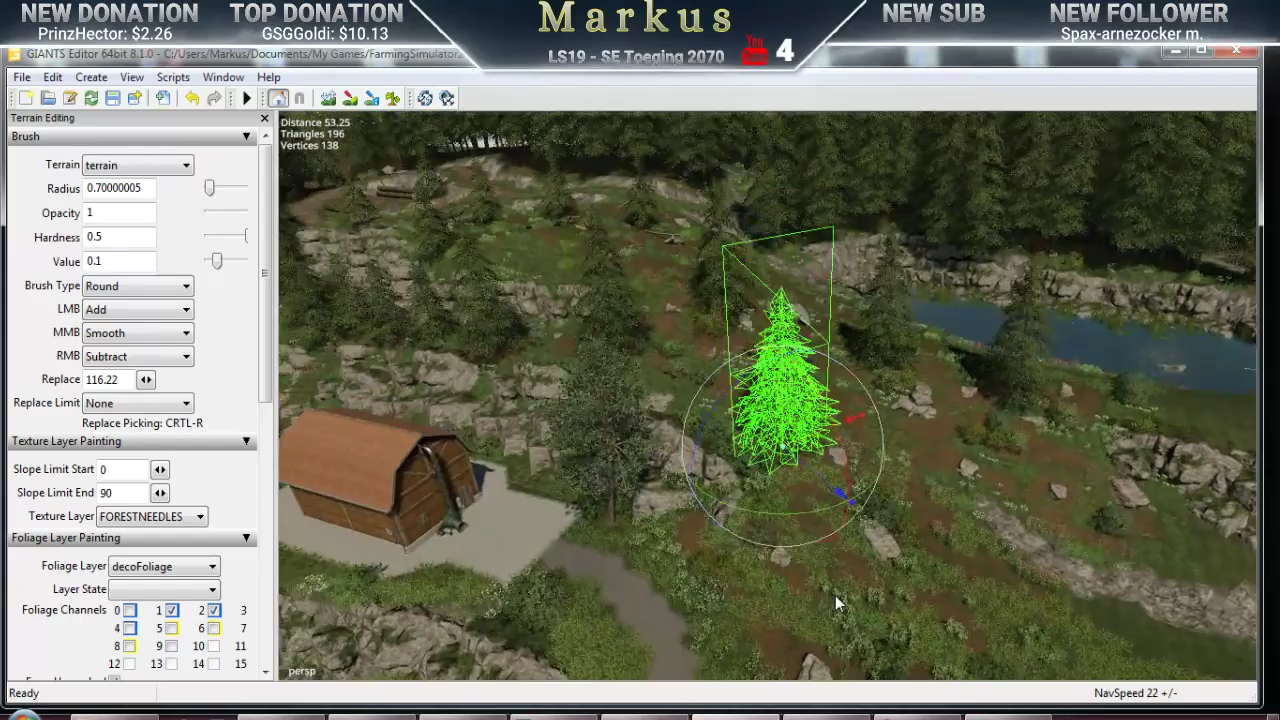 NEW DONATION
PrinzHector: $2.26
TOP DONATION
GSGGoldi: $10.13
Markus
LS19 - SE Toeging 2070
You
Tube
4
NEW SUB
NEW FOLLOWER
Spax-arnezocker m.
GIANTS Editor 64bit 8.1.0 - C:/Users/Markus/Documents/My Games/FarmingSimulator2
File Edit Create View Scripts Window Help
Terrain Editing
Brush
Terrain terrain
Radius 0.70000005
Opacity 1
Hardness 0.5
Value 0.1
Brush Type Round
LMB Add
MMB Smooth
RMB Subtract
Replace 116.22
Replace Limit None
Replace Picking: CRTL-R
Texture Layer Painting
Slope Limit Start 0
Slope Limit End 90
Texture Layer FORESTNEEDLES
Foliage Layer Painting
Foliage Layer decoFoliage
Layer State
Foliage Channels 0 1 2 3
4 5 6 7
8 9 10 11
12 13 14 15
Distance 53.25
Triangles 196
Vertices 138
persp
Ready
NavSpeed 22 +/-